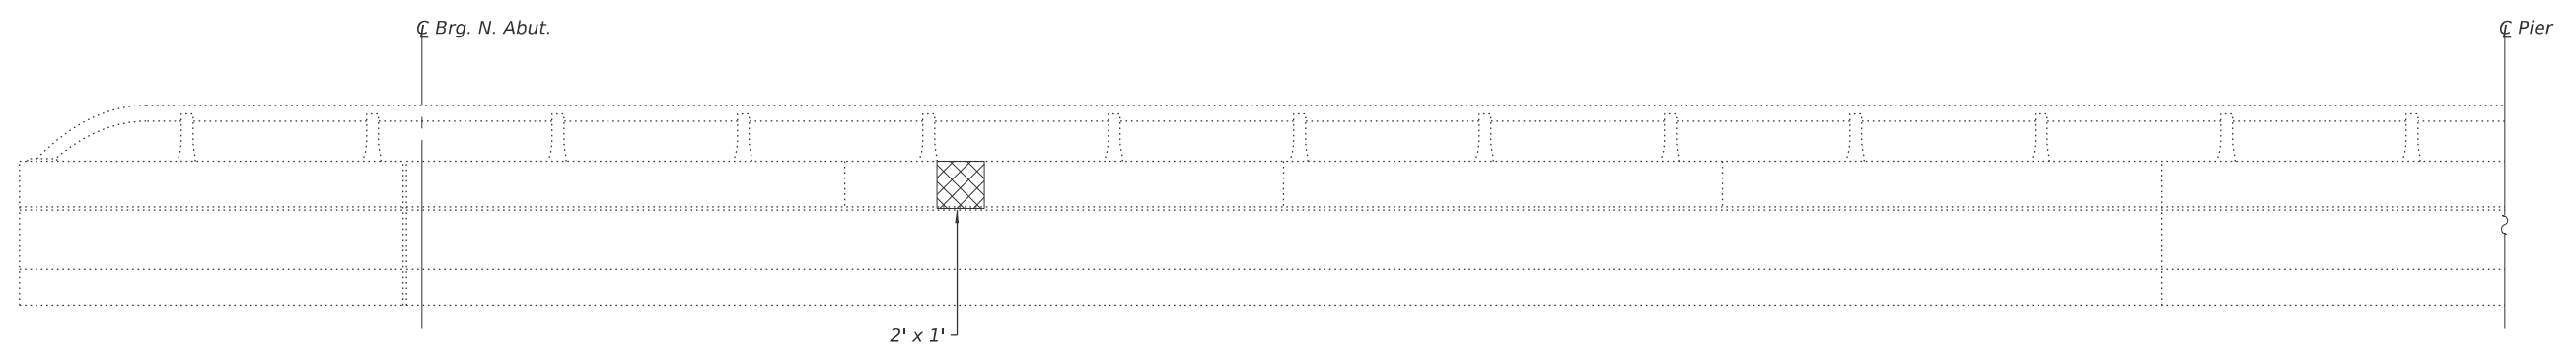 ℄ Brg. N. Abut.
℄ Pier
2' x 1'